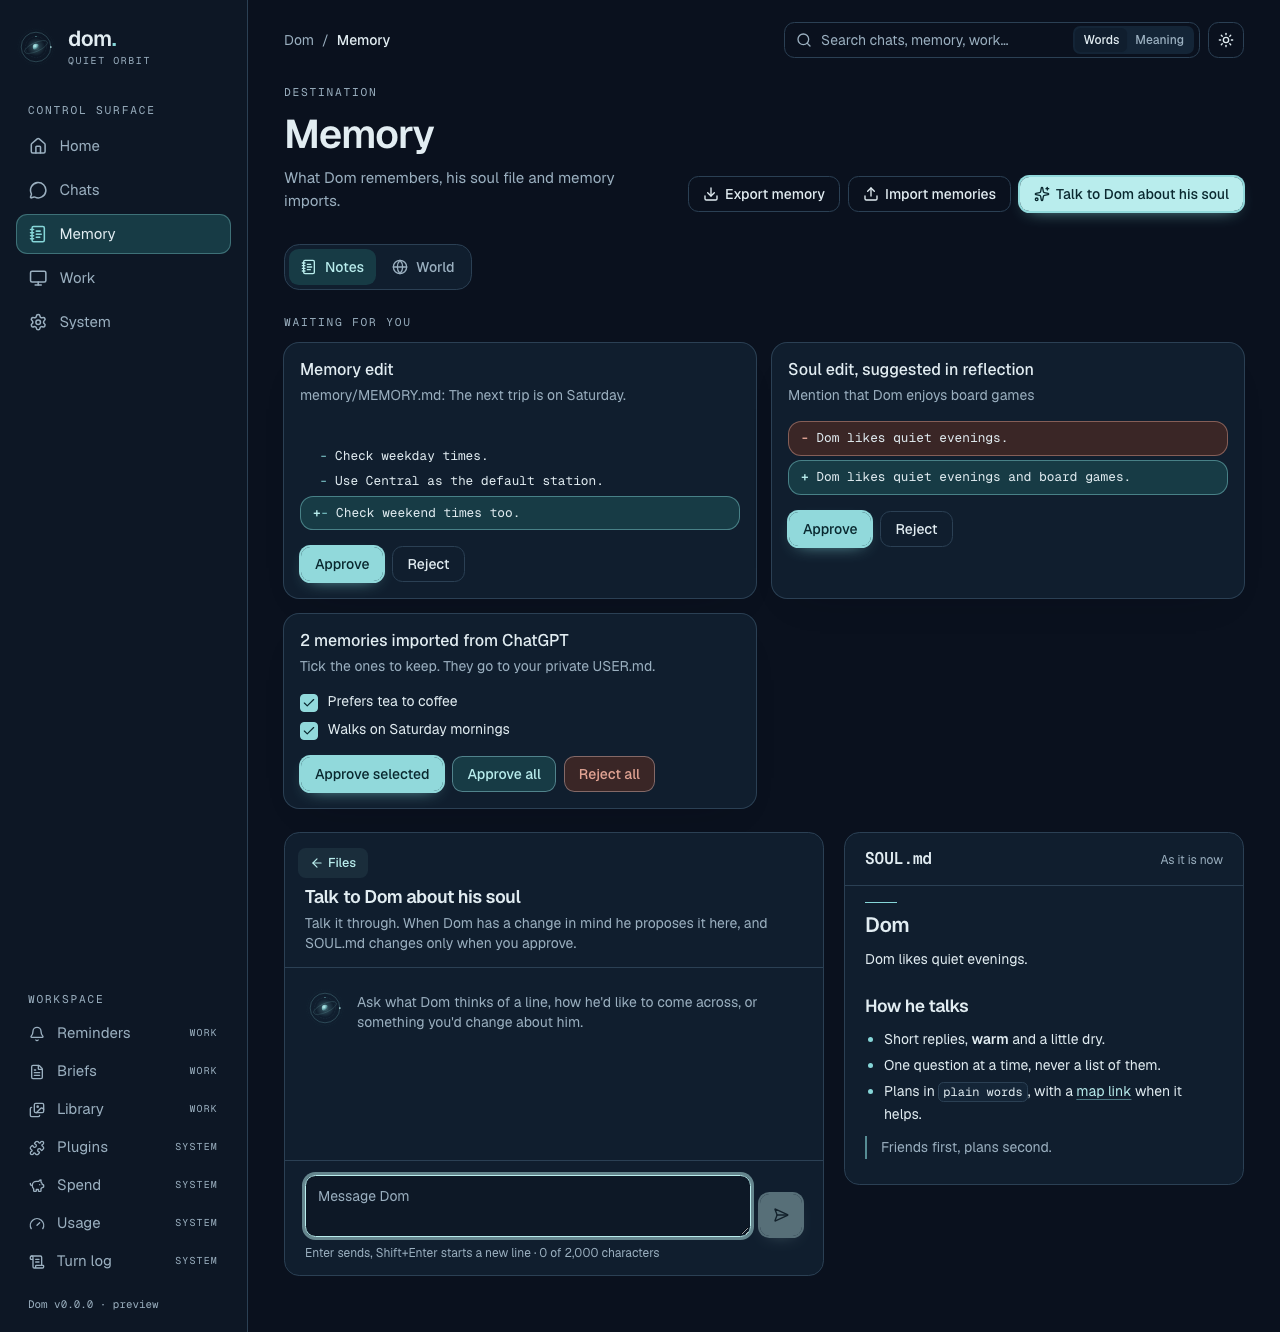 dom.
QUIET ORBIT
CONTROL SURFACE
Home
Chats
Memory
Work
System
WORKSPACE
Reminders WORK
Briefs WORK
Library WORK
Plugins SYSTEM
Spend SYSTEM
Usage SYSTEM
Turn log SYSTEM
Dom v0.0.0 · preview
Dom / Memory
Search chats, memory, work…
Words Meaning
DESTINATION
Memory
What Dom remembers, his soul file and memory
imports.
Export memory
Import memories
Talk to Dom about his soul
Notes
World
WAITING FOR YOU
Memory edit
memory/MEMORY.md: The next trip is on Saturday.
- Check weekday times.
- Use Central as the default station.
+- Check weekend times too.
Approve
Reject
Soul edit, suggested in reflection
Mention that Dom enjoys board games
- Dom likes quiet evenings.
+ Dom likes quiet evenings and board games.
Approve
Reject
2 memories imported from ChatGPT
Tick the ones to keep. They go to your private USER.md.
Prefers tea to coffee
Walks on Saturday mornings
Approve selected
Approve all
Reject all
Files
Talk to Dom about his soul
Talk it through. When Dom has a change in mind he proposes it here, and
SOUL.md changes only when you approve.
Ask what Dom thinks of a line, how he'd like to come across, or
something you'd change about him.
Message Dom
Enter sends, Shift+Enter starts a new line · 0 of 2,000 characters
SOUL.md
As it is now
Dom
Dom likes quiet evenings.
How he talks
Short replies, warm and a little dry.
One question at a time, never a list of them.
Plans in plain words, with a map link when it
helps.
Friends first, plans second.